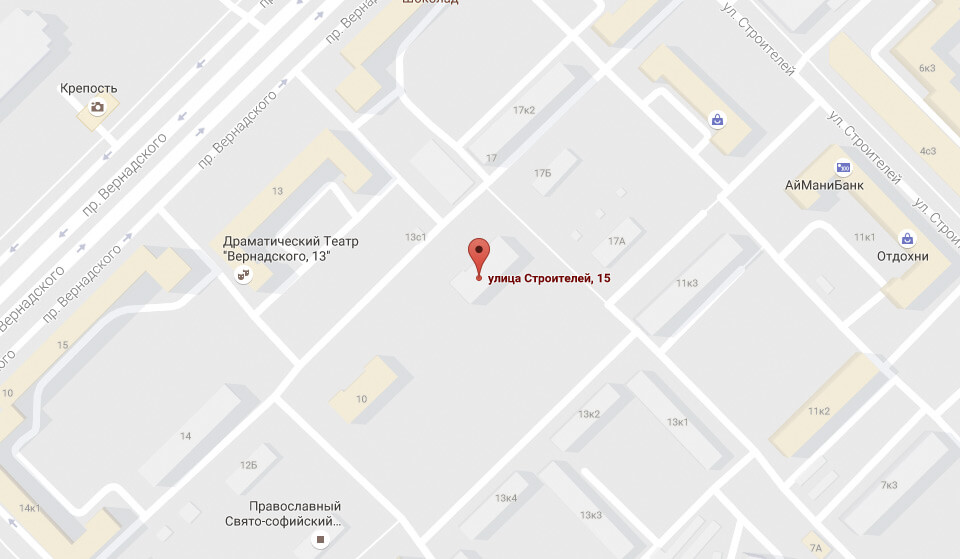 шоколад
пр.
пр. Вернадского
ул. Строителей
Крепость
6к3
17к2
пр. Вернадского
ул. Строителей
4с3
пр. Вернадского
17
17Б
АйМаниБанк
13
ул. Строителей
13с1
17А
11к1
Драматический Театр
"Вернадского, 13"
Отдохни
пр. Вернадского
Вернадского
улица Строителей, 15
11к3
15
10
10
14
13к2
13к1
11к2
12Б
7к3
13к4
14к1
Православный
Свято-софийский...
13к3
7А